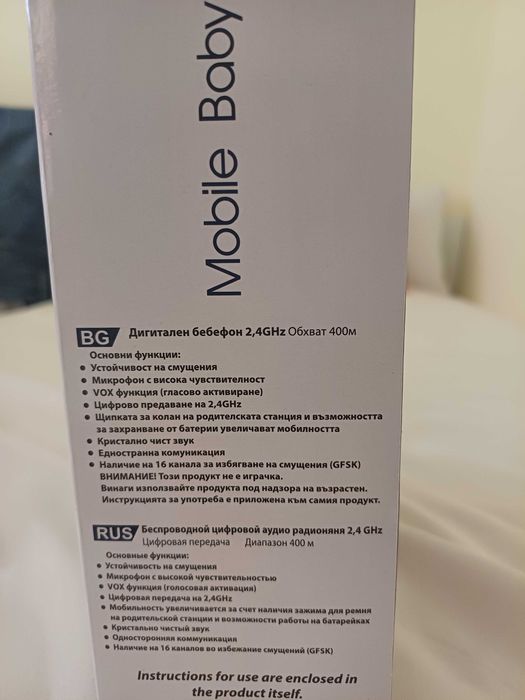 Mobile Baby
BG Дигитален бебефон 2,4GHz Обхват 400м
Основни функции:
• Устойчивост на смущения
• Микрофон с висока чувствителност
• VOX функция (гласово активиране)
• Цифрово предаване на 2,4GHz
• Щипката за колан на родителската станция и възможността
за захранване от батерии увеличават мобилността
• Кристално чист звук
• Едностранна комуникация
• Наличие на 16 канала за избягване на смущения (GFSK)
ВНИМАНИЕ! Този продукт не е играчка.
Винаги използвайте продукта под надзора на възрастен.
Инструкцията за употреба е приложена към самия продукт.
RUS Беспроводной цифровой аудио радионяня 2,4 GHz
Цифровая передача Диапазон 400 м
Основные функции:
• Устойчивость на смущения
• Микрофон с высокой чувствительностью
• VOX функция (голосовая активация)
• Цифровая передача на 2,4GHz
• Мобильность увеличивается за счет наличия зажима для ремня
на родительской станции и возможности работы на батарейках
• Кристально чистый звук
• Односторонняя коммуникация
• Наличие на 16 каналов во избежание смущений (GFSK)
Instructions for use are enclosed in
the product itself.